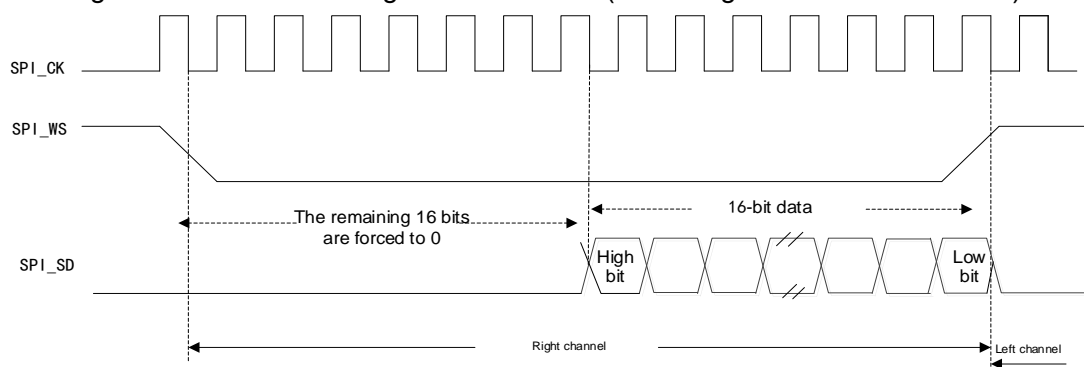 SPI_CK
SPI_WS
The remaining 16 bits
are forced to 0
16-bit data
SPI_SD
High
bit
Low
bit
Right channel
Left channel